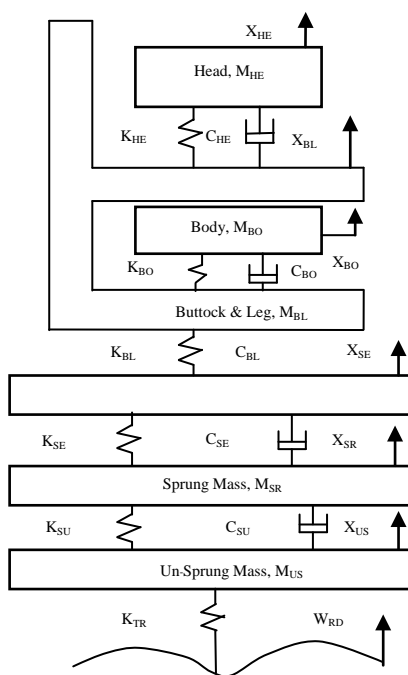 X_HE
Head, M_HE
K_HE C_HE X_BL
Body, M_BO
K_BO C_BO X_BO
Buttock & Leg, M_BL
K_BL C_BL X_SE
K_SE C_SE X_SR
Sprung Mass, M_SR
K_SU C_SU X_US
Un-Sprung Mass, M_US
K_TR W_RD